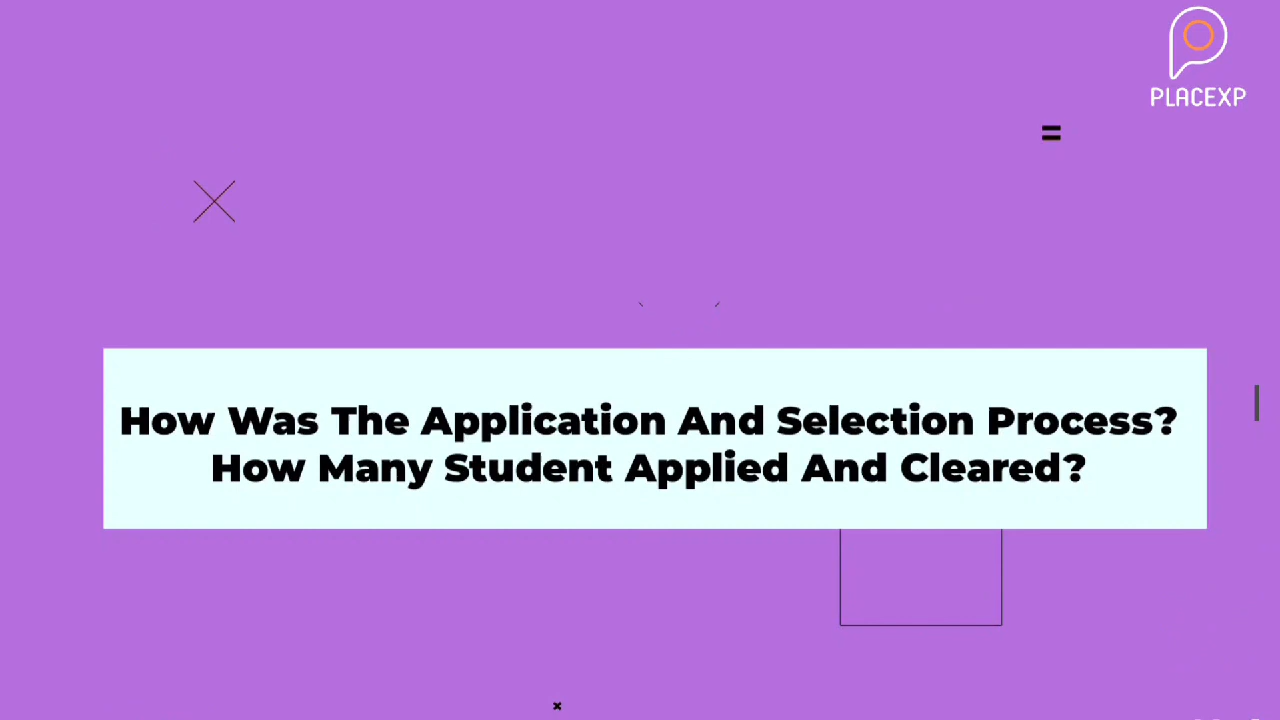 PLACEXP
How Was The Application And Selection Process?
How Many Student Applied And Cleared?